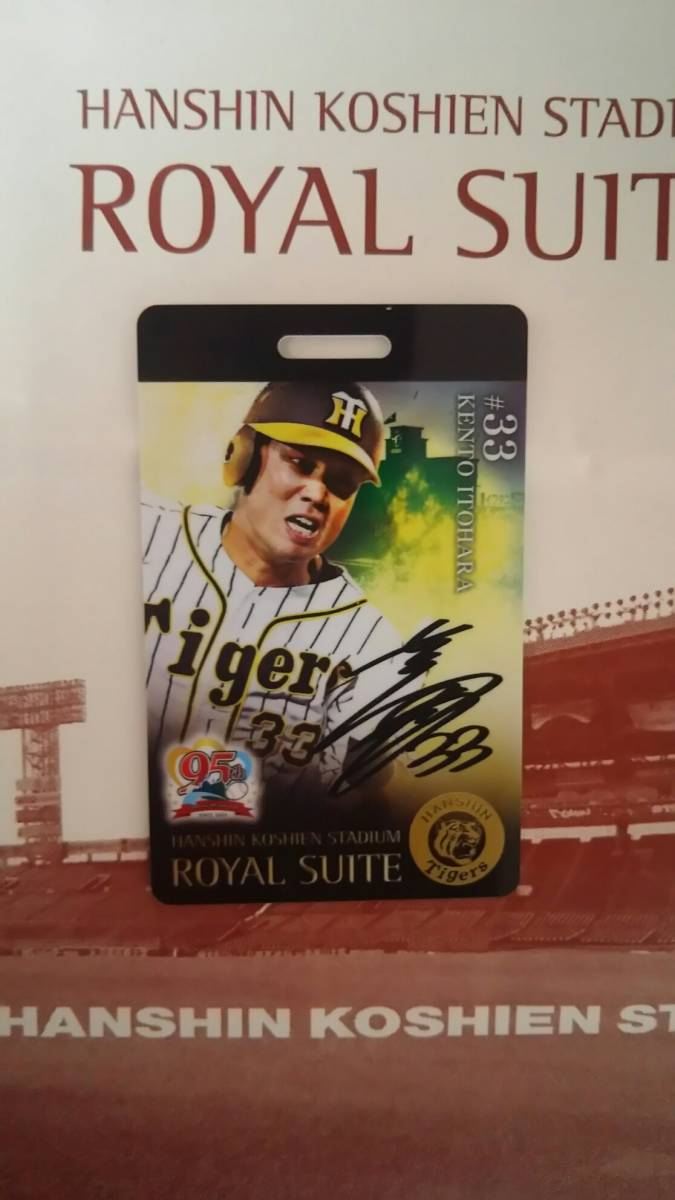 HANSHIN KOSHIEN STADI
ROYAL SUIT
#33
KENTO ITOHARA
Tigers
33
33
95th
HANSHIN KOSHIEN STADIUM
ROYAL SUITE
HANSHIN
Tigers
HANSHIN KOSHIEN ST